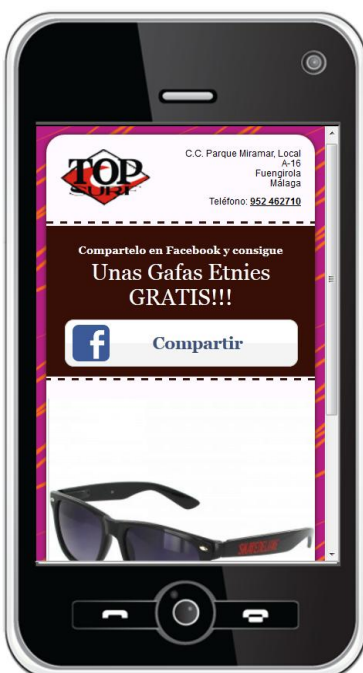 TOP
SURF
C.C. Parque Miramar, Local
A-16
Fuengirola
Málaga
Teléfono: 952 462710
Compartelo en Facebook y consigue
Unas Gafas Etnies
GRATIS!!!
f
Compartir